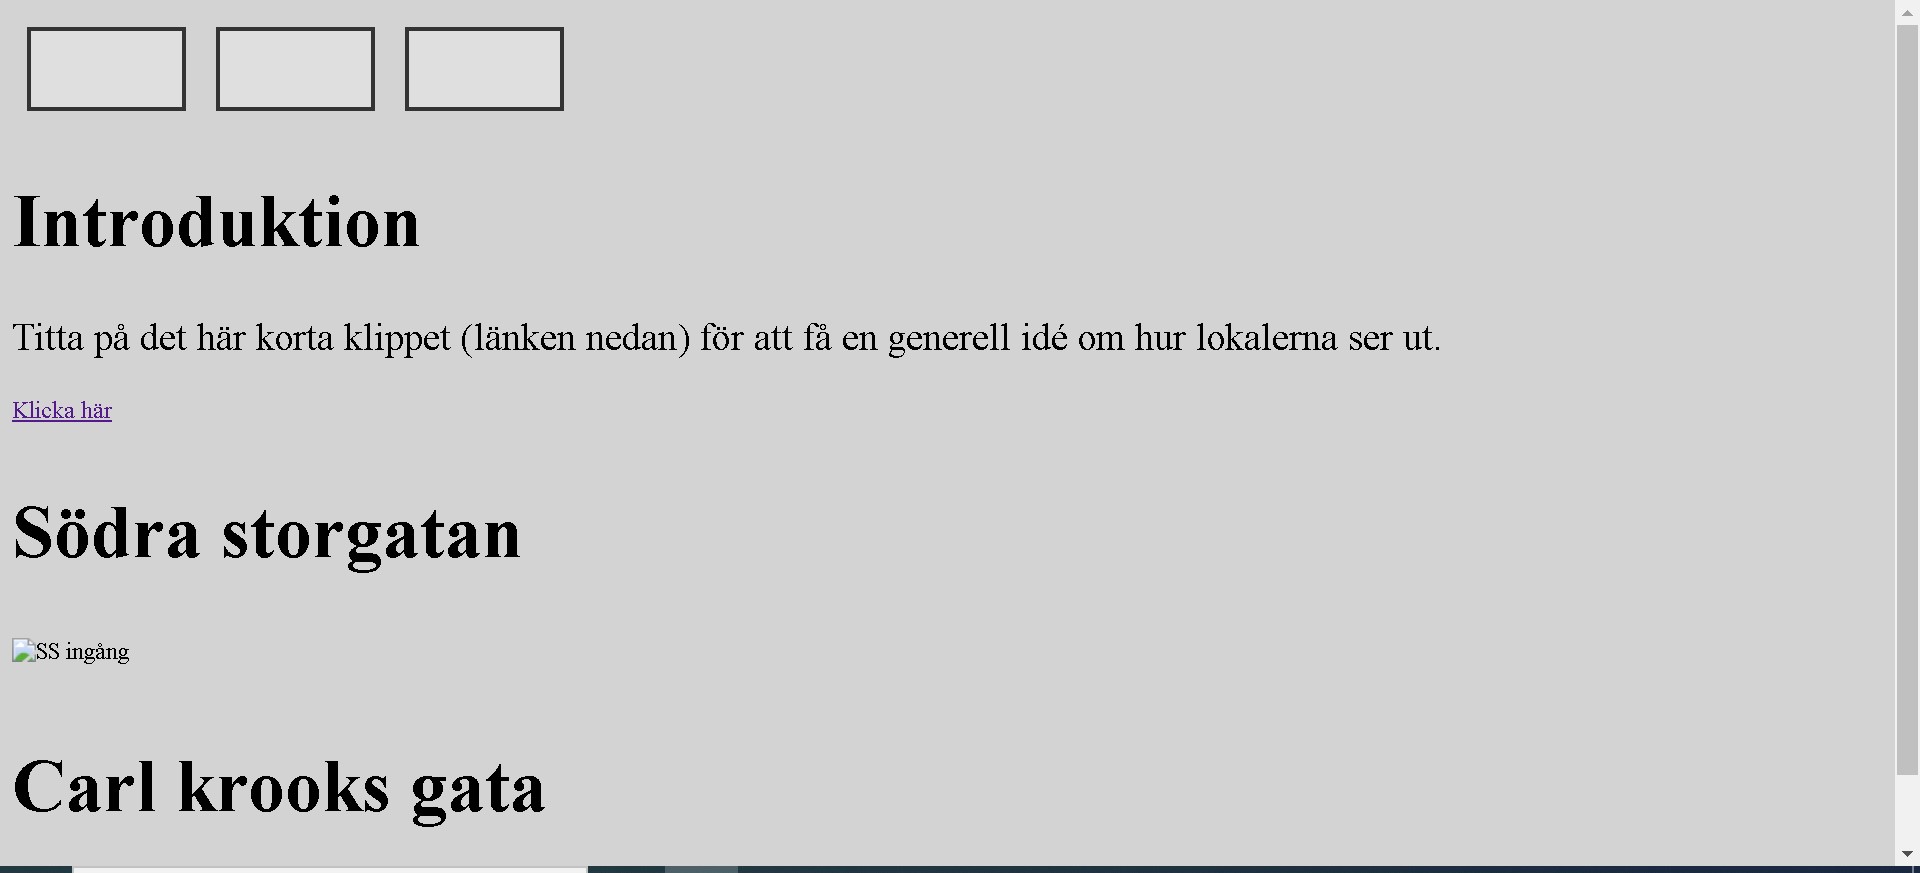 Introduktion
Titta på det här korta klippet (länken nedan) för att få en generell idé om hur lokalerna ser ut.
Klicka här
Södra storgatan
SS ingång
Carl krooks gata